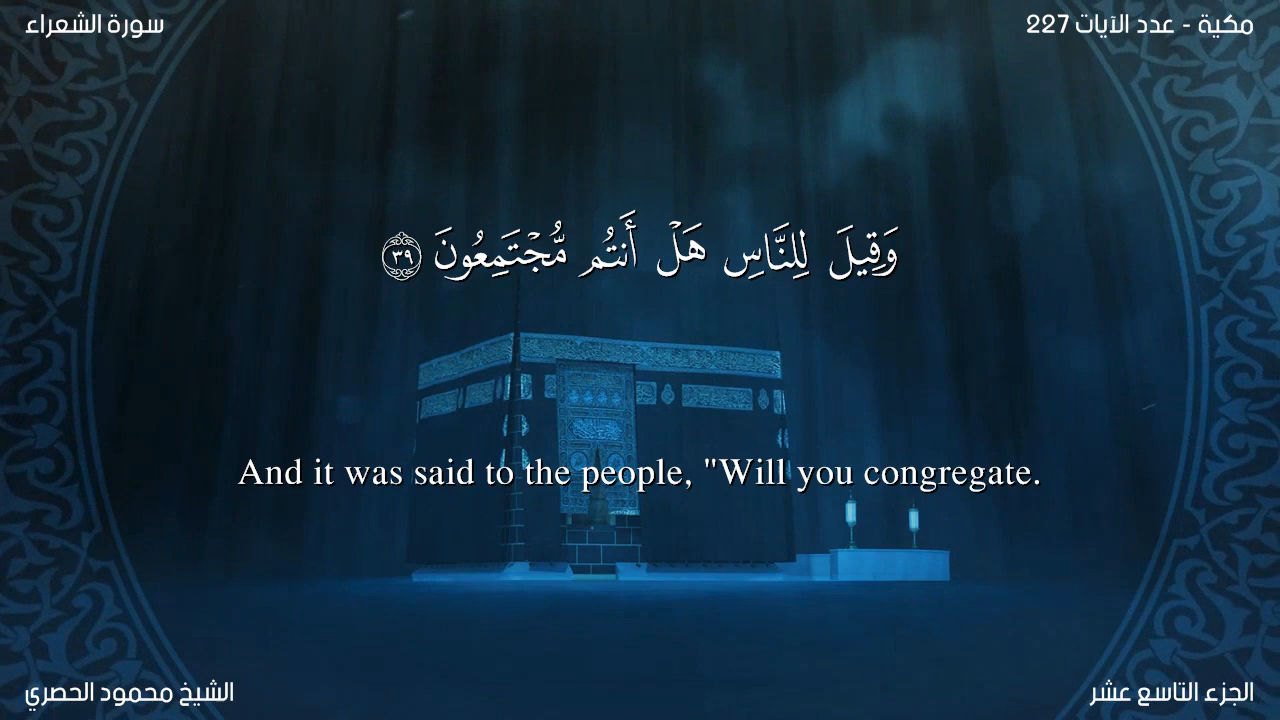 سورة الشعراء
مكية - عدد الآيات 227
وَقِيلَ لِلنَّاسِ هَلْ أَنتُم مُّجْتَمِعُونَ ٣٩
And it was said to the people, "Will you congregate.
الشيخ محمود الحصري
الجزء التاسع عشر